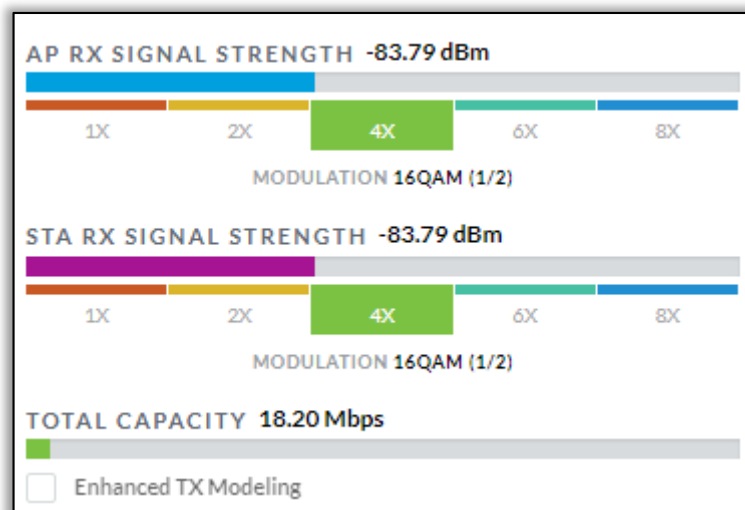 AP RX SIGNAL STRENGTH -83.79 dBm
1X 2X 4X 6X 8X
MODULATION 16QAM (1/2)
STA RX SIGNAL STRENGTH -83.79 dBm
1X 2X 4X 6X 8X
MODULATION 16QAM (1/2)
TOTAL CAPACITY 18.20 Mbps
Enhanced TX Modeling